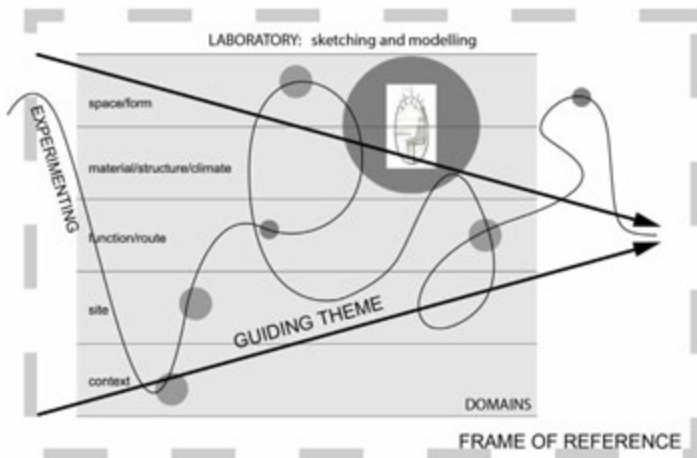 LABORATORY: sketching and modelling
space/form
EXPERIMENTING
material/structure/climate
function/route
site
GUIDING THEME
context
DOMAINS
FRAME OF REFERENCE